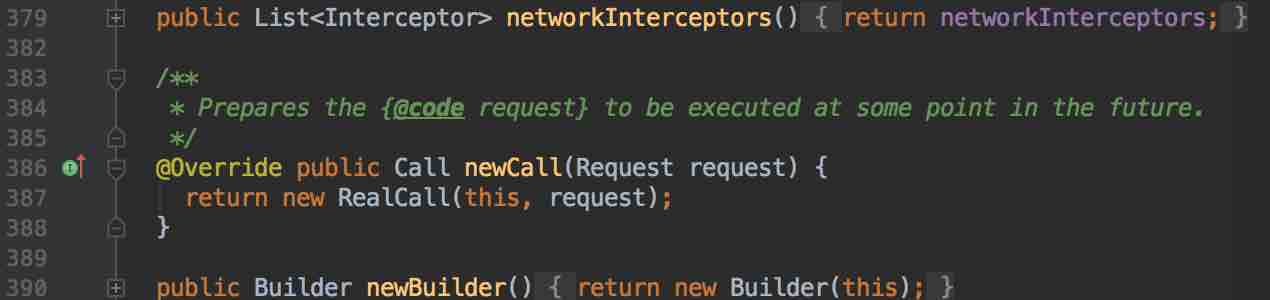 379 public List<Interceptor> networkInterceptors() { return networkInterceptors; }
382
383 /**
384 * Prepares the {@code request} to be executed at some point in the future.
385 */
386 @Override public Call newCall(Request request) {
387 return new RealCall(this, request);
388 }
389
390 public Builder newBuilder() { return new Builder(this); }